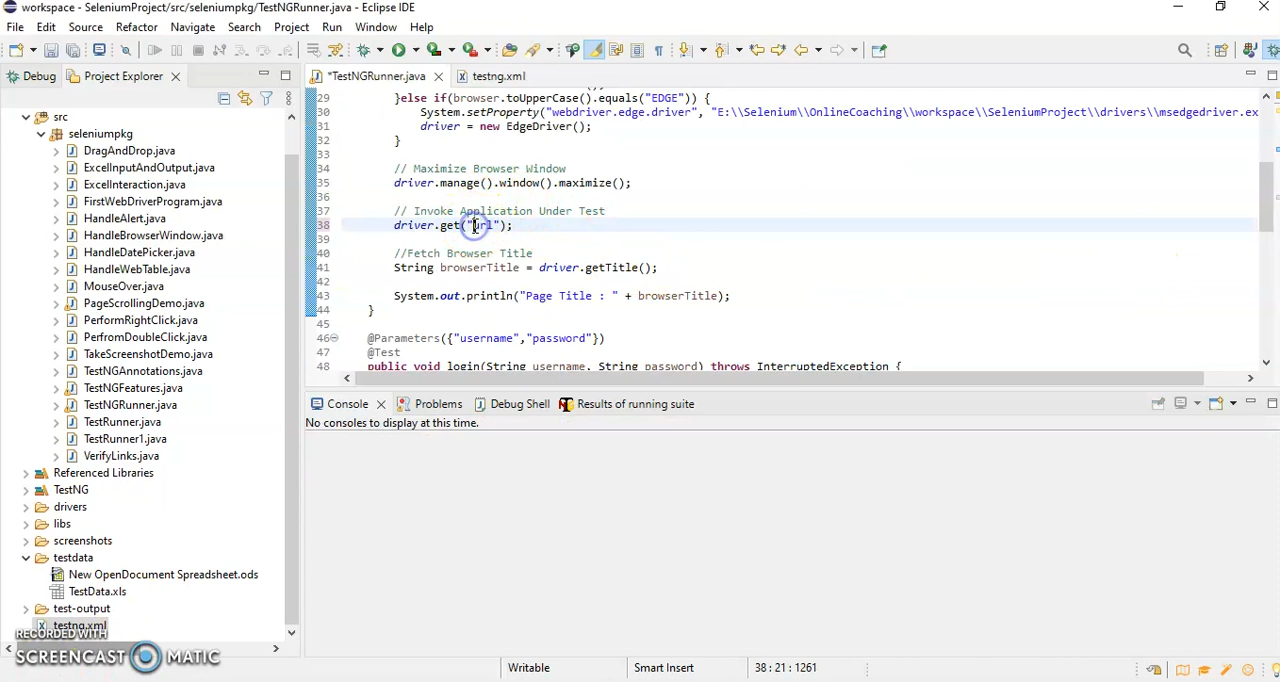 workspace - SeleniumProject/src/seleniumpkg/TestNGRunner.java - Eclipse IDE
File Edit Source Refactor Navigate Search Project Run Window Help
Debug Project Explorer
*TestNGRunner.java testng.xml
src
seleniumpkg
DragAndDrop.java
ExcelInputAndOutput.java
ExcelInteraction.java
FirstWebDriverProgram.java
HandleAlert.java
HandleBrowserWindow.java
HandleDatePicker.java
HandleWebTable.java
MouseOver.java
PageScrollingDemo.java
PerformRightClick.java
PerfromDoubleClick.java
TakeScreenshotDemo.java
TestNGAnnotations.java
TestNGFeatures.java
TestNGRunner.java
TestRunner.java
TestRunner1.java
VerifyLinks.java
Referenced Libraries
TestNG
drivers
libs
screenshots
testdata
New OpenDocument Spreadsheet.ods
TestData.xls
test-output
testng.xml
29 }else if(browser.toUpperCase().equals("EDGE")) {
30 System.setProperty("webdriver.edge.driver", "E:\\Selenium\\OnlineCoaching\\workspace\\SeleniumProject\\drivers\\msedgedriver.ex
31 driver = new EdgeDriver();
32 }
33
34 // Maximize Browser Window
35 driver.manage().window().maximize();
36
37 // Invoke Application Under Test
38 driver.get("url");
39
40 //Fetch Browser Title
41 String browserTitle = driver.getTitle();
42
43 System.out.println("Page Title : " + browserTitle);
44 }
45
46 @Parameters({"username","password"})
47 @Test
48 public void login(String username, String password) throws InterruptedException {
Console Problems Debug Shell Results of running suite
No consoles to display at this time.
RECORDED WITH
SCREENCAST MATIC
Writable Smart Insert 38 : 21 : 1261